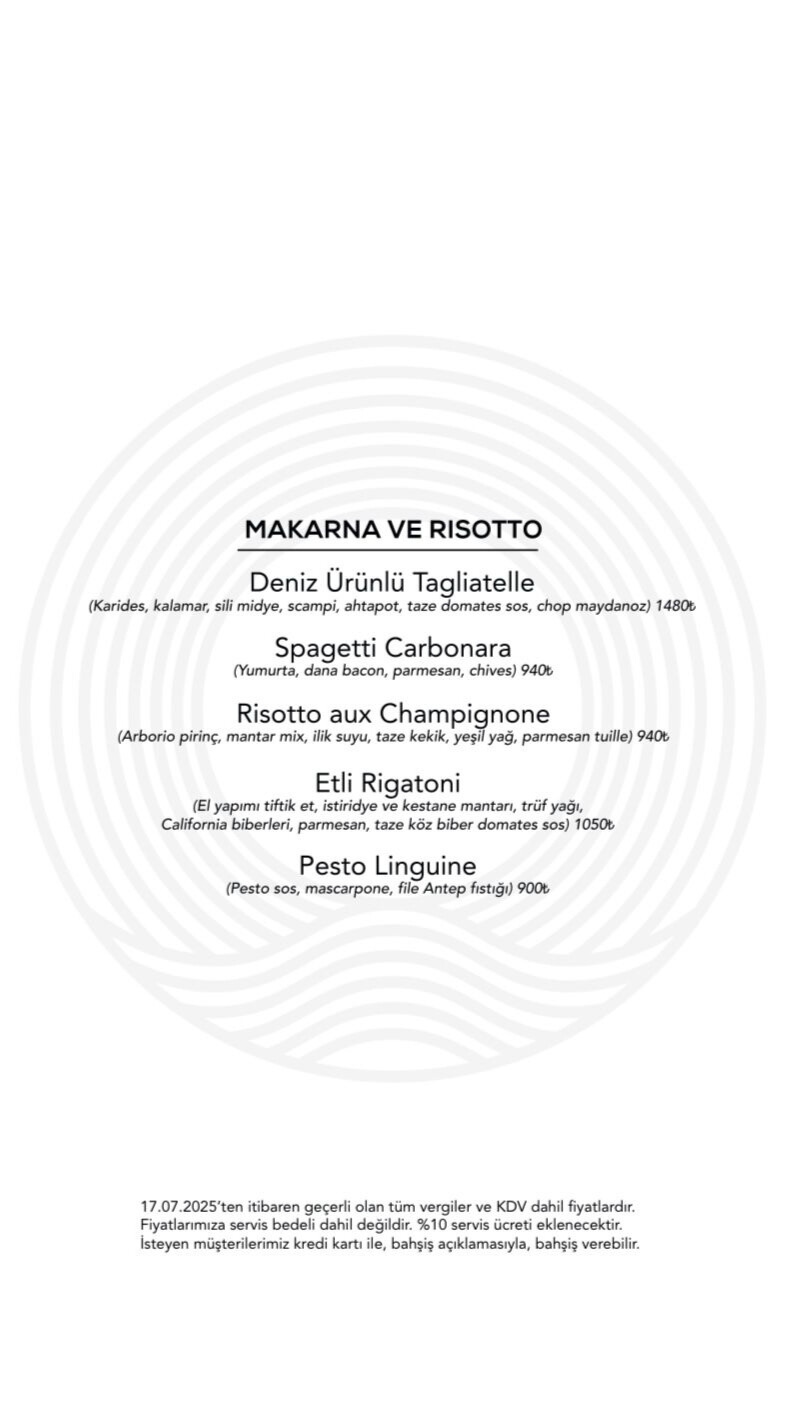 MAKARNA VE RISOTTO
Deniz Ürünlü Tagliatelle
(Karides, kalamar, sili midye, scampi, ahtapot, taze domates sos, chop maydanoz) 1480₺
Spagetti Carbonara
(Yumurta, dana bacon, parmesan, chives) 940₺
Risotto aux Champignone
(Arborio pirinç, mantar mix, ilik suyu, taze kekik, yeşil yağ, parmesan tuille) 940₺
Etli Rigatoni
(El yapımı tiftik et, istiridye ve kestane mantarı, trüf yağı,
California biberleri, parmesan, taze köz biber domates sos) 1050₺
Pesto Linguine
(Pesto sos, mascarpone, file Antep fıstığı) 900₺
17.07.2025’ten itibaren geçerli olan tüm vergiler ve KDV dahil fiyatlardır.
Fiyatlarımıza servis bedeli dahil değildir. %10 servis ücreti eklenecektir.
İsteyen müşterilerimiz kredi kartı ile, bahşiş açıklamasıyla, bahşiş verebilir.